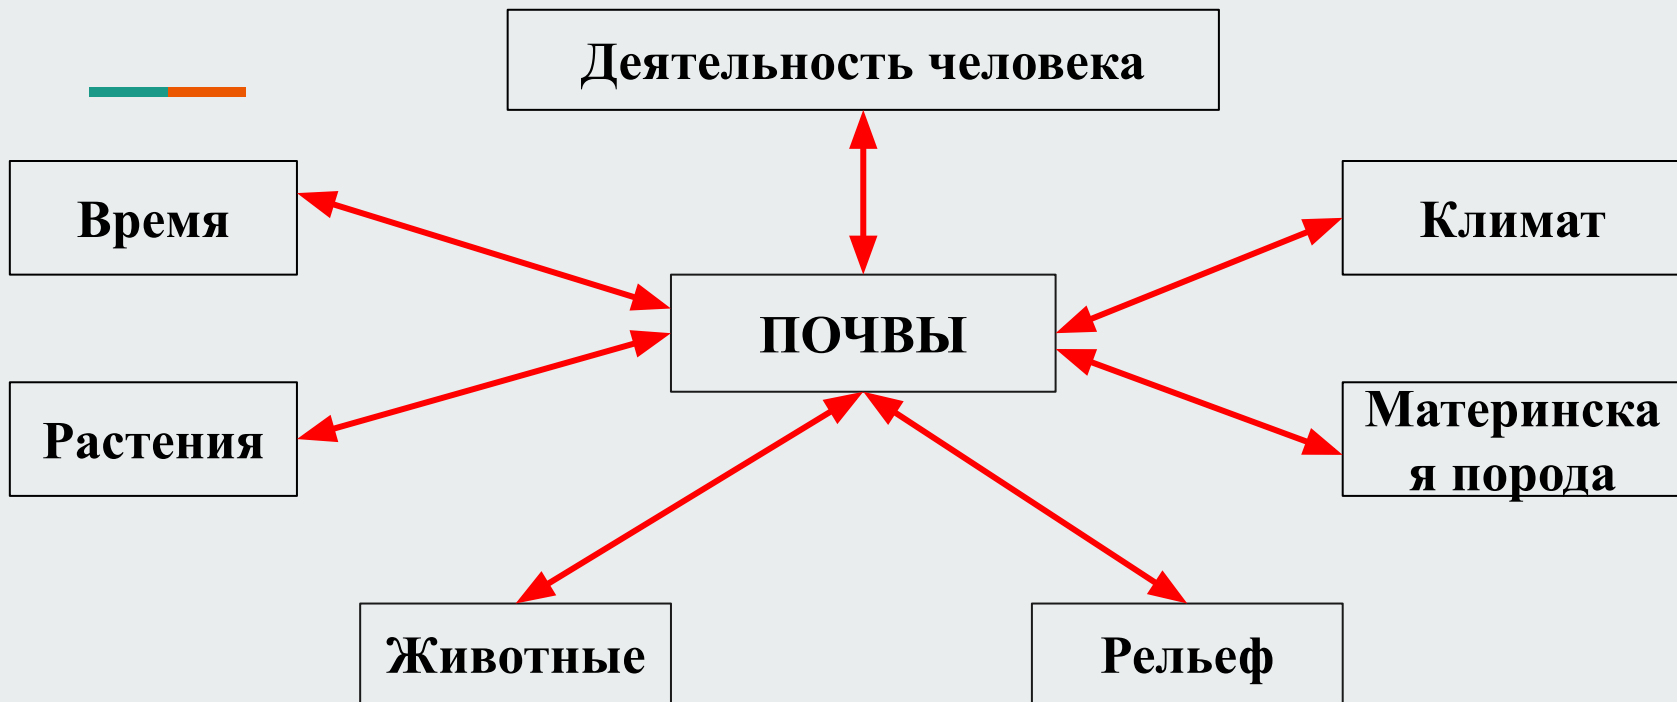 Деятельность человека
Время
Климат
ПОЧВЫ
Растения
Материнска
я порода
Животные
Рельеф